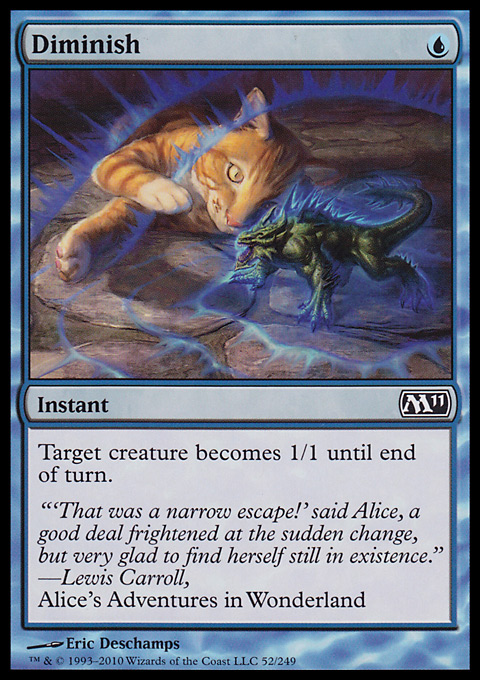 Diminish
Instant
M11
Target creature becomes 1/1 until end
of turn.
“‘That was a narrow escape!’ said Alice, a
good deal frightened at the sudden change,
but very glad to find herself still in existence.”
—Lewis Carroll,
Alice’s Adventures in Wonderland
Eric Deschamps
™ & © 1993–2010 Wizards of the Coast LLC 52/249